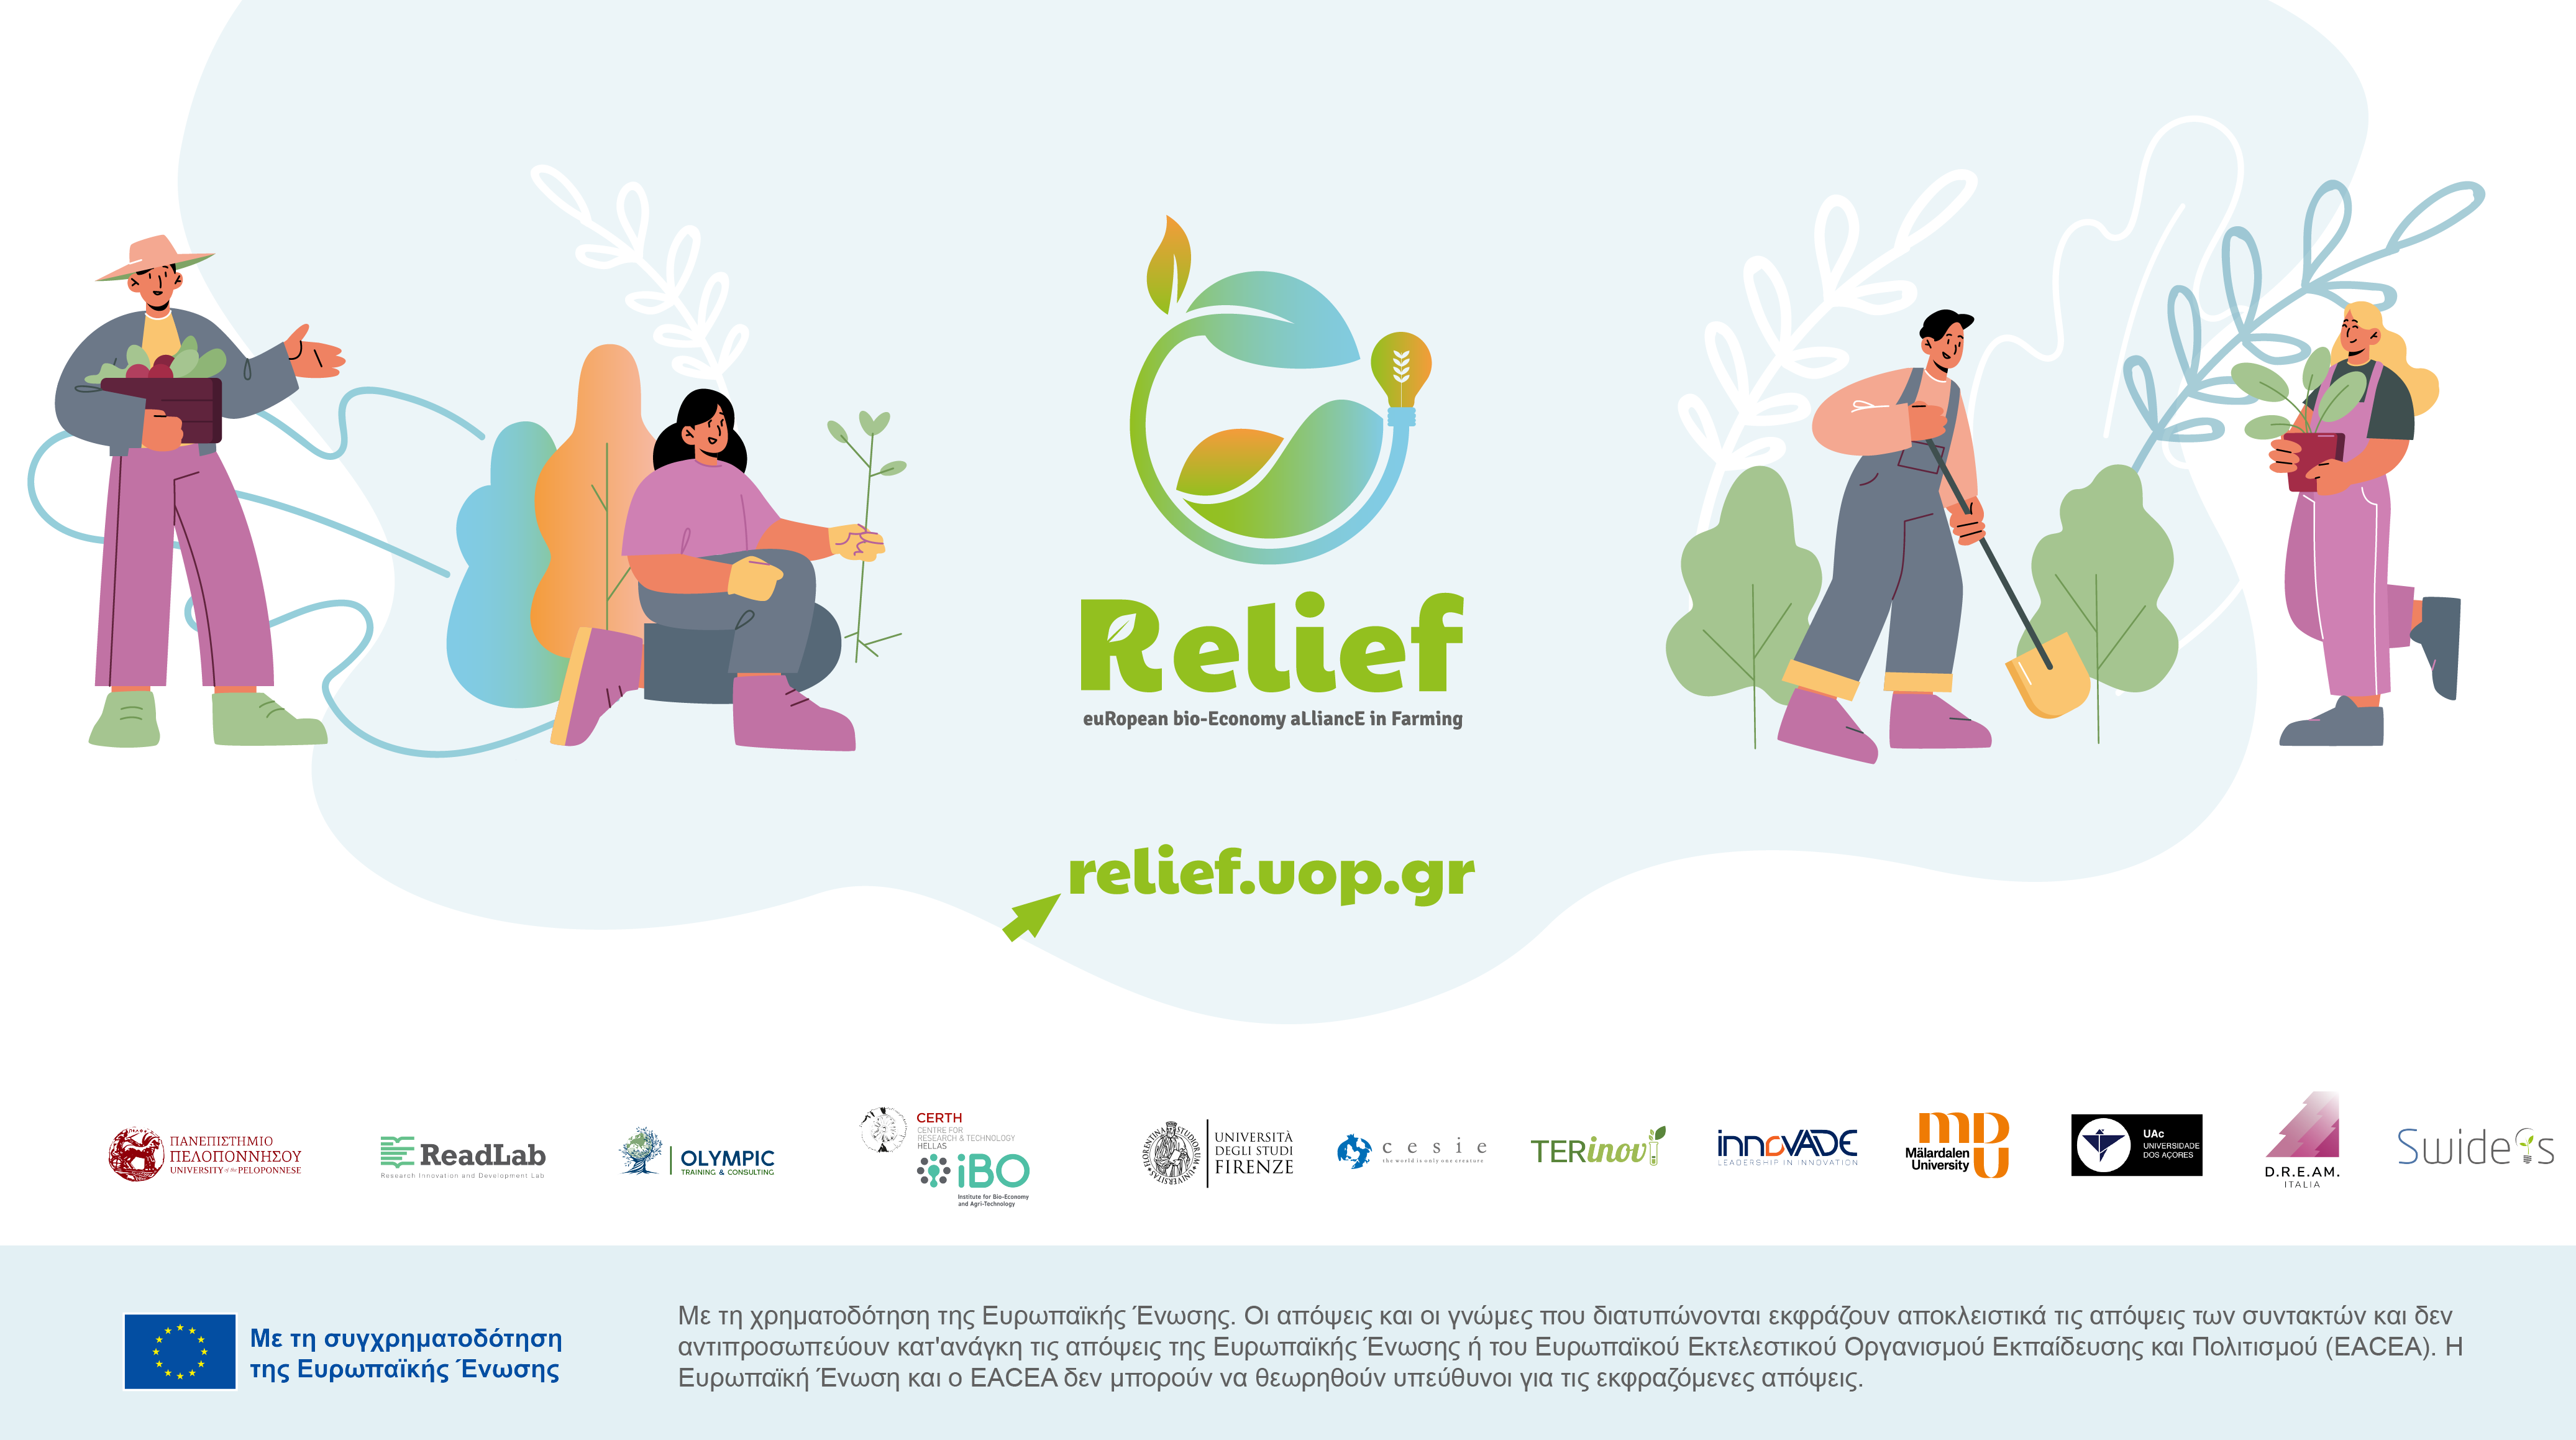 Relief
euRopean bio-Economy aLliancE in Farming
relief.uop.gr
ΠΑΝΕΠΙΣΤΗΜΙΟ
ΠΕΛΟΠΟΝΝΗΣΟΥ
UNIVERSITY of the PELOPONNESE
ReadLab
Research Innovation and Development Lab
OLYMPIC
TRAINING & CONSULTING
CERTH
CENTRE FOR
RESEARCH & TECHNOLOGY
HELLAS
iBO
Institute for Bio-Economy
and Agri-Technology
FLORENTINA STUDIORUM UNIVERSITAS
UNIVERSITÀ
DEGLI STUDI
FIRENZE
cesie
the world is only one creature
TERinov
innovade
LEADERSHIP IN INNOVATION
mDU
Mälardalen
University
UAc
UNIVERSIDADE
DOS AÇORES
D.R.E.AM.
ITALIA
Swideas
Με τη συγχρηματοδότηση
της Ευρωπαϊκής Ένωσης
Με τη χρηματοδότηση της Ευρωπαϊκής Ένωσης. Οι απόψεις και οι γνώμες που διατυπώνονται εκφράζουν αποκλειστικά τις απόψεις των συντακτών και δεν
αντιπροσωπεύουν κατ'ανάγκη τις απόψεις της Ευρωπαϊκής Ένωσης ή του Ευρωπαϊκού Εκτελεστικού Οργανισμού Εκπαίδευσης και Πολιτισμού (EACEA). Η
Ευρωπαϊκή Ένωση και ο EACEA δεν μπορούν να θεωρηθούν υπεύθυνοι για τις εκφραζόμενες απόψεις.